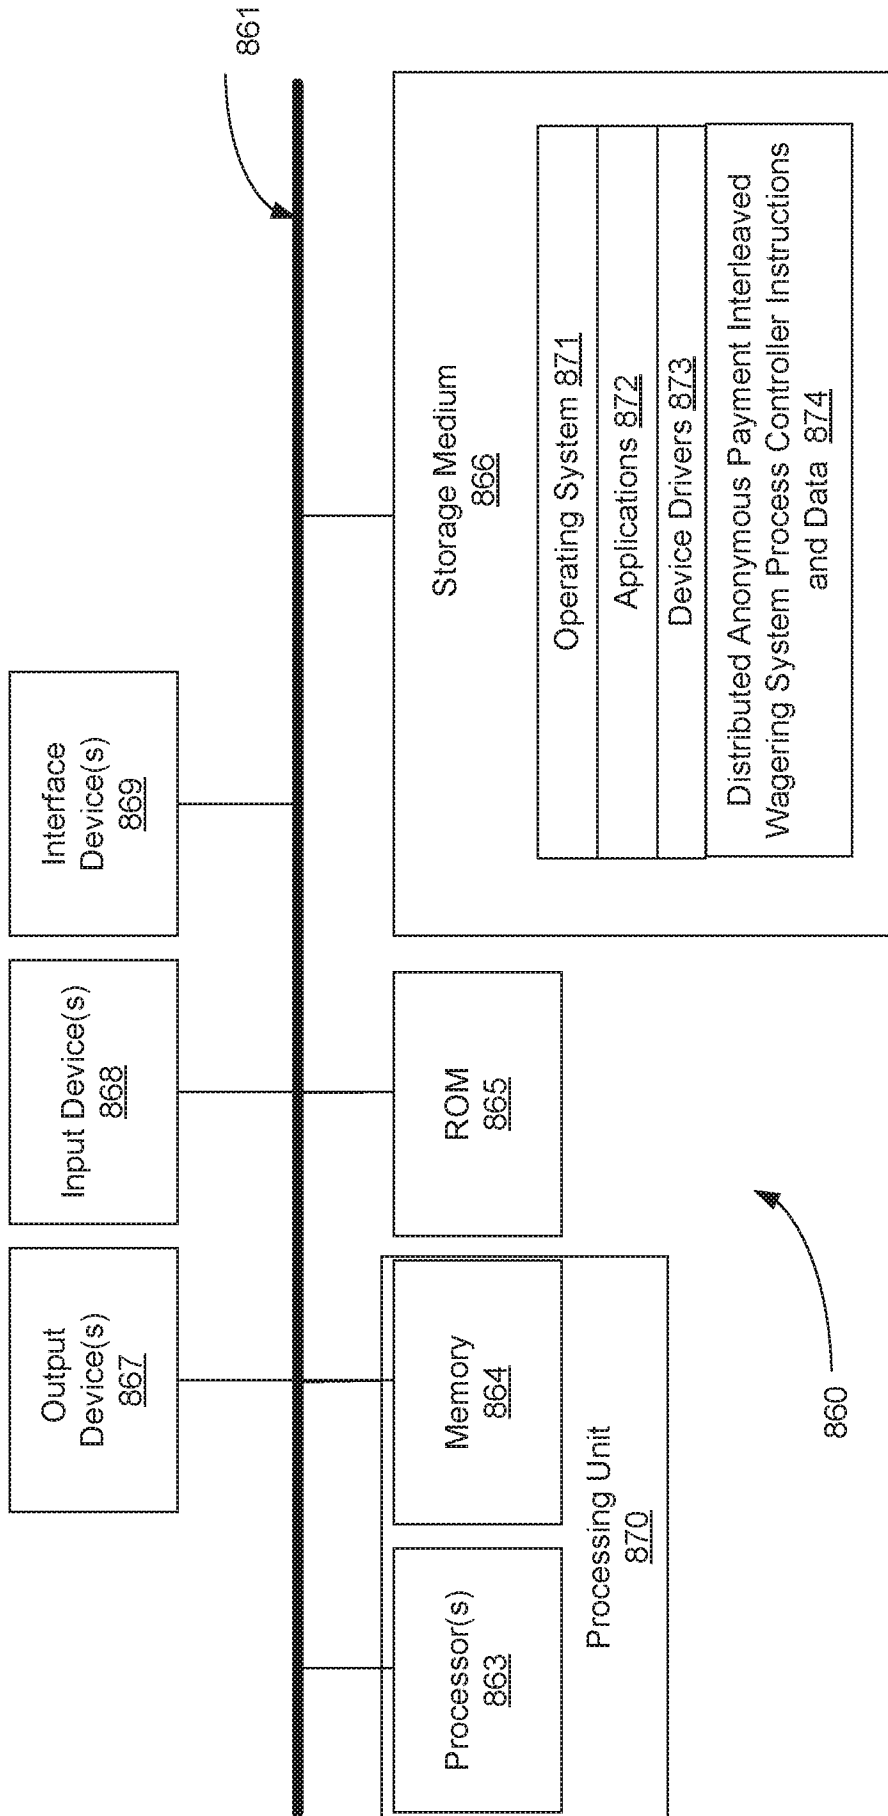 861
Output
Device(s)
867
Input Device(s)
868
Interface
Device(s)
869
Processor(s)
863
Memory
864
Processing Unit
870
ROM
865
Storage Medium
866
Operating System 871
Applications 872
Device Drivers 873
Distributed Anonymous Payment Interleaved
Wagering System Process Controller Instructions
and Data 874
860